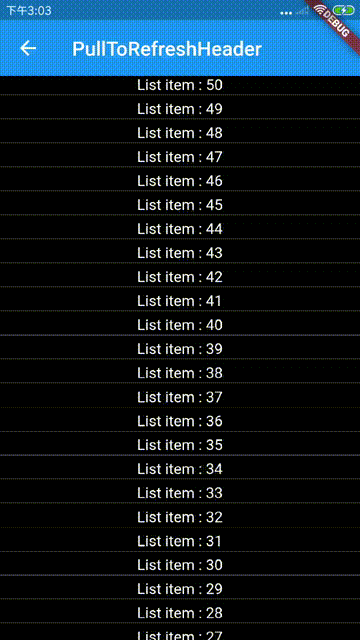 下午3:03
DEBUG
PullToRefreshHeader
List item : 50
List item : 49
List item : 48
List item : 47
List item : 46
List item : 45
List item : 44
List item : 43
List item : 42
List item : 41
List item : 40
List item : 39
List item : 38
List item : 37
List item : 36
List item : 35
List item : 34
List item : 33
List item : 32
List item : 31
List item : 30
List item : 29
List item : 28
List item : 27